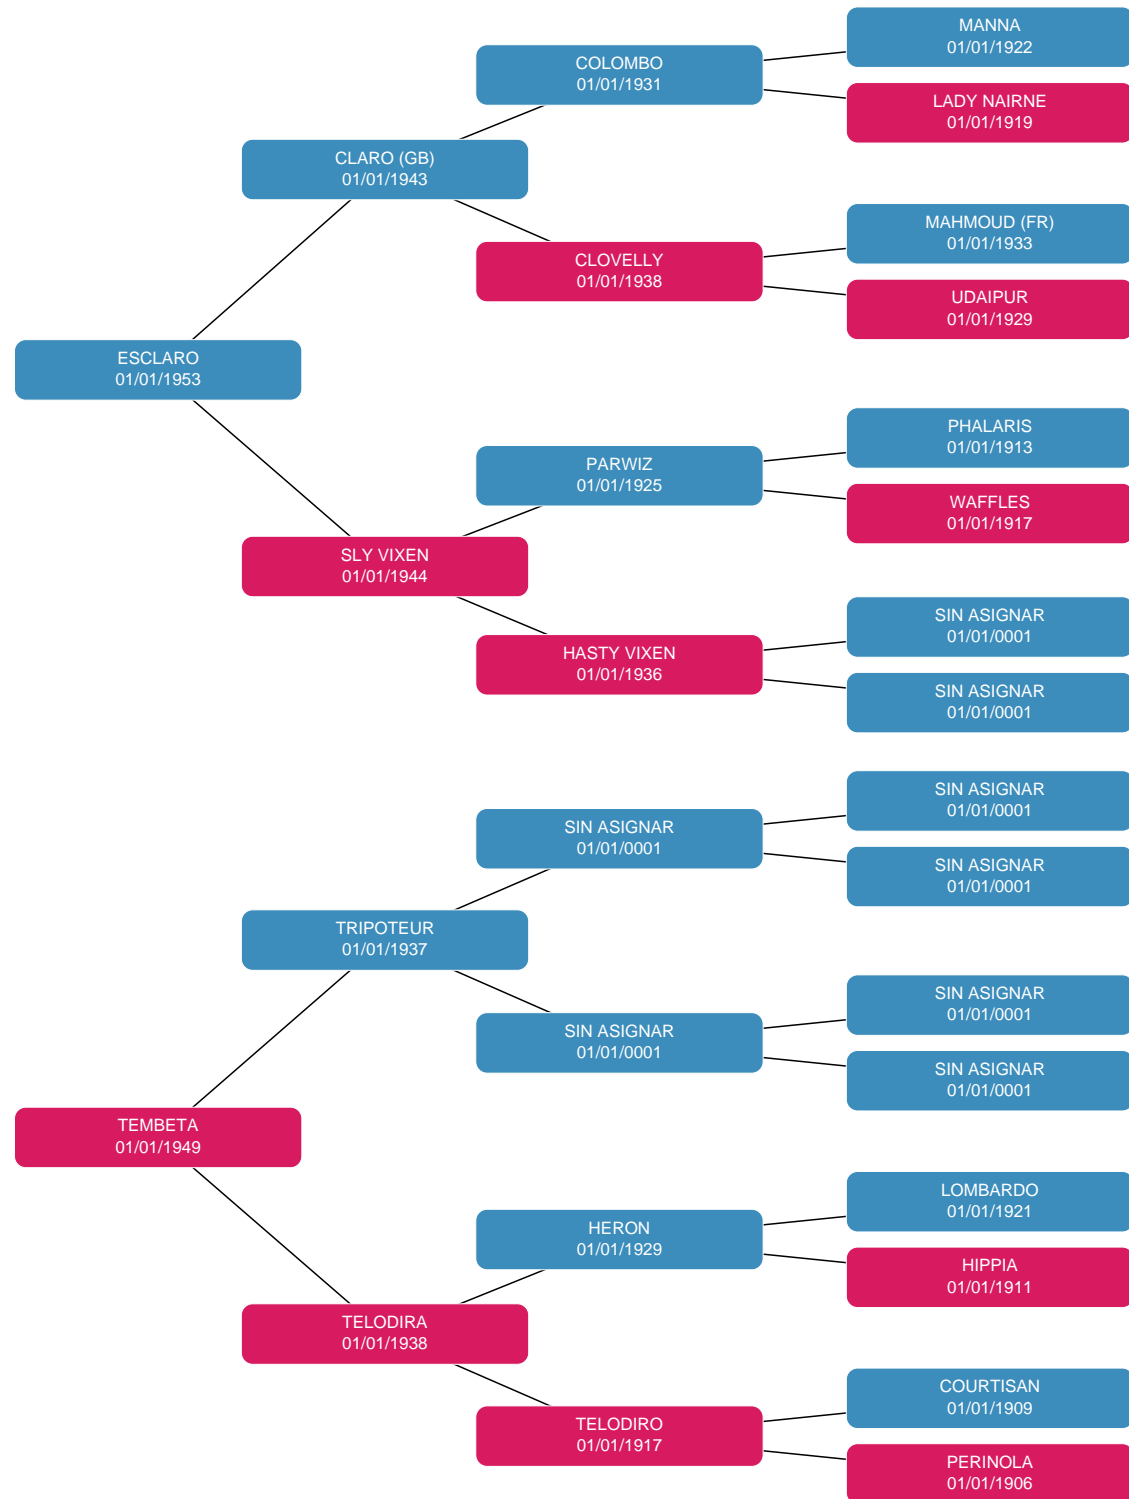 MANNA
01/01/1922
COLOMBO
01/01/1931
LADY NAIRNE
01/01/1919
CLARO (GB)
01/01/1943
MAHMOUD (FR)
01/01/1933
CLOVELLY
01/01/1938
UDAIPUR
01/01/1929
ESCLARO
01/01/1953
PHALARIS
01/01/1913
PARWIZ
01/01/1925
WAFFLES
01/01/1917
SLY VIXEN
01/01/1944
SIN ASIGNAR
01/01/0001
HASTY VIXEN
01/01/1936
SIN ASIGNAR
01/01/0001
SIN ASIGNAR
01/01/0001
SIN ASIGNAR
01/01/0001
SIN ASIGNAR
01/01/0001
TRIPOTEUR
01/01/1937
SIN ASIGNAR
01/01/0001
SIN ASIGNAR
01/01/0001
SIN ASIGNAR
01/01/0001
TEMBETA
01/01/1949
LOMBARDO
01/01/1921
HERON
01/01/1929
HIPPIA
01/01/1911
TELODIRA
01/01/1938
COURTISAN
01/01/1909
TELODIRO
01/01/1917
PERINOLA
01/01/1906